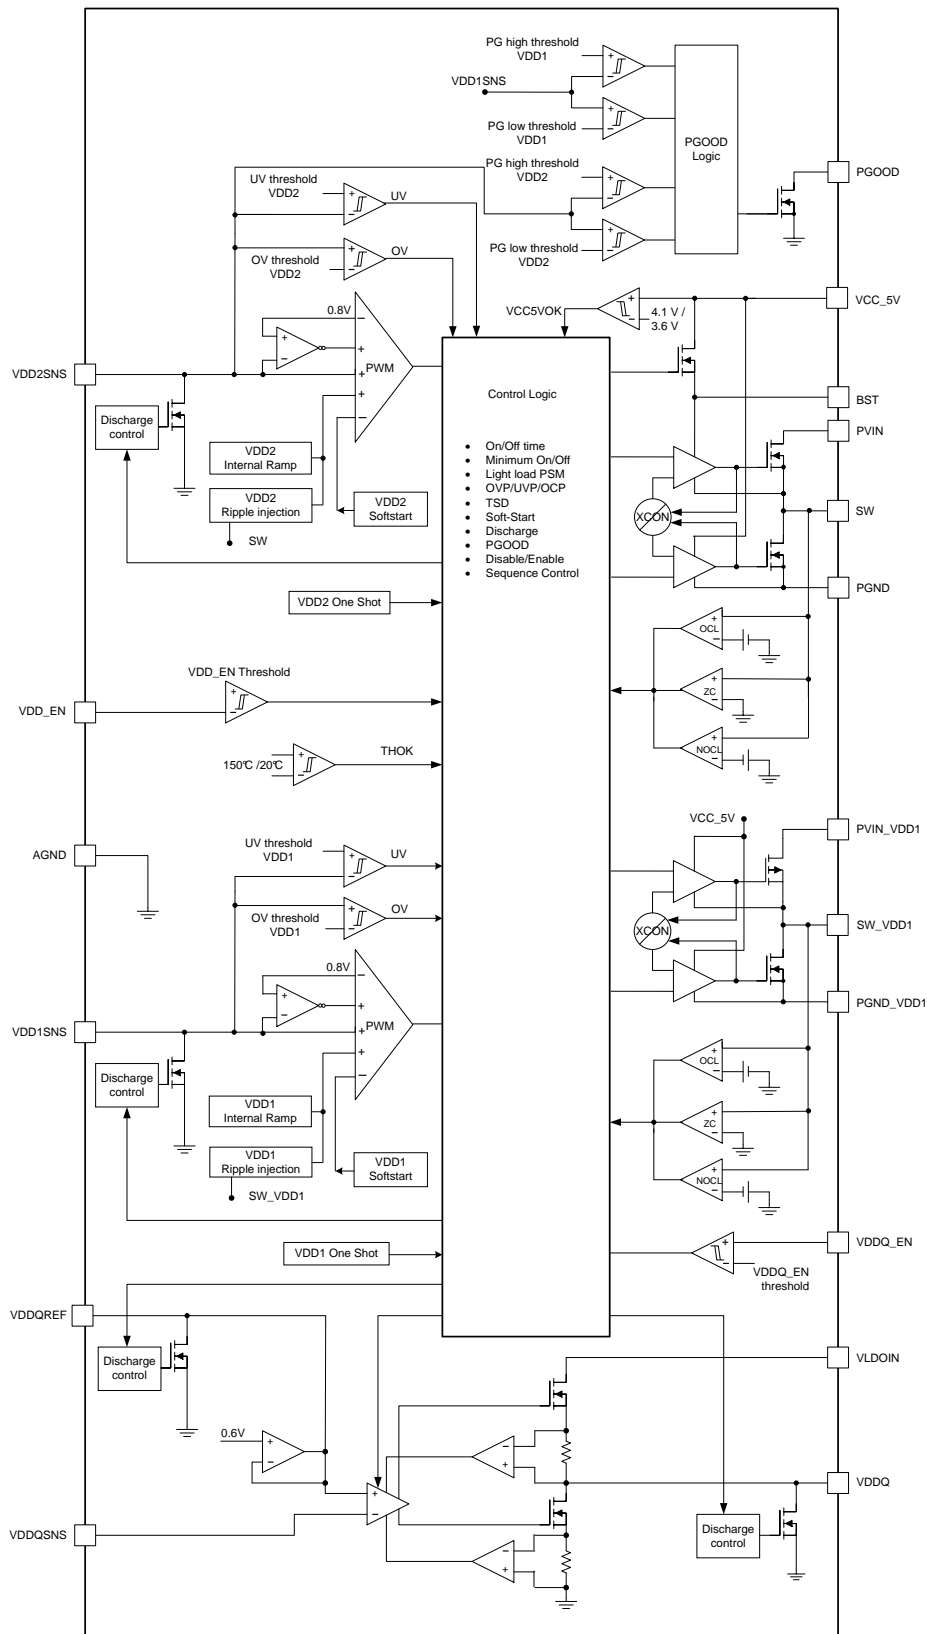 PG high threshold
VDD1
+
−
VDD1SNS
+
−
PG low threshold
VDD1
PGOOD
Logic
PG high threshold
VDD2
+
−
+
−
PG low threshold
VDD2
PGOOD
UV threshold
VDD2
+
−
UV
OV threshold
VDD2
+
−
OV
VCC5VOK
+
−
4.1 V /
3.6 V
VCC_5V
0.8V
+
−
−
+
+
+
−
PWM
VDD2SNS
Discharge
control
VDD2
Internal Ramp
VDD2
Ripple injection
SW
VDD2
Softstart
Control Logic
• On/Off time
• Minimum On/Off
• Light load PSM
• OVP/UVP/OCP
• TSD
• Soft-Start
• Discharge
• PGOOD
• Disable/Enable
• Sequence Control
BST
PVIN
XCON
SW
PGND
VDD2 One Shot
OCL
+
−
ZC
+
−
NOCL
+
−
VDD_EN Threshold
+
−
VDD_EN
150℃ /20℃
+
−
THOK
VCC_5V
PVIN_VDD1
XCON
SW_VDD1
PGND_VDD1
AGND
UV threshold
VDD1
+
−
UV
OV threshold
VDD1
+
−
OV
0.8V
+
−
−
+
+
+
−
PWM
VDD1SNS
Discharge
control
VDD1
Internal Ramp
VDD1
Ripple injection
SW_VDD1
VDD1
Softstart
OCL
+
−
ZC
+
−
NOCL
+
−
VDD1 One Shot
+
−
VDDQ_EN
VDDQ_EN
threshold
VDDQREF
Discharge
control
VLDOIN
0.6V
+
−
−
+
VDDQ
+
−
VDDQSNS
−
+
Discharge
control